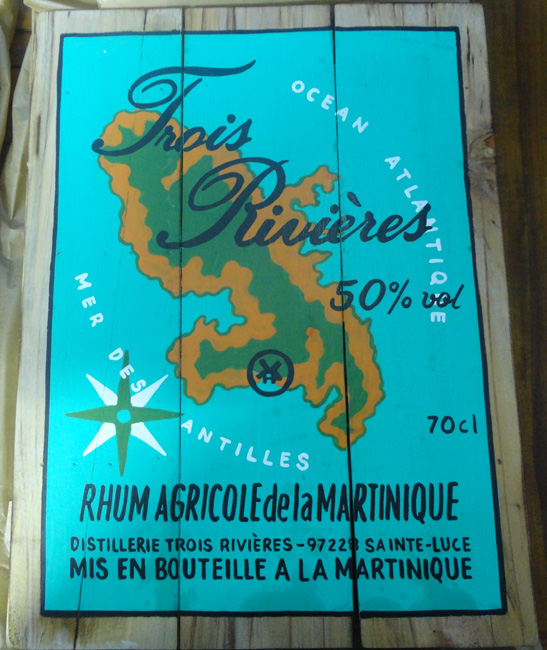 Trois
Rivières
OCEAN ATLANTIQUE
50% vol
MER DES ANTILLES
70cl
RHUM AGRICOLE de la MARTINIQUE
DISTILLERIE TROIS RIVIÈRES-97228 SAINTE-LUCE
MIS EN BOUTEILLE A LA MARTINIQUE